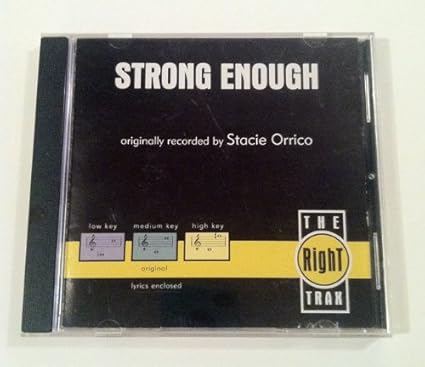 STRONG ENOUGH
originally recorded by Stacie Orrico
low key medium key high key
original
lyrics enclosed
THE
RighT
TRAX